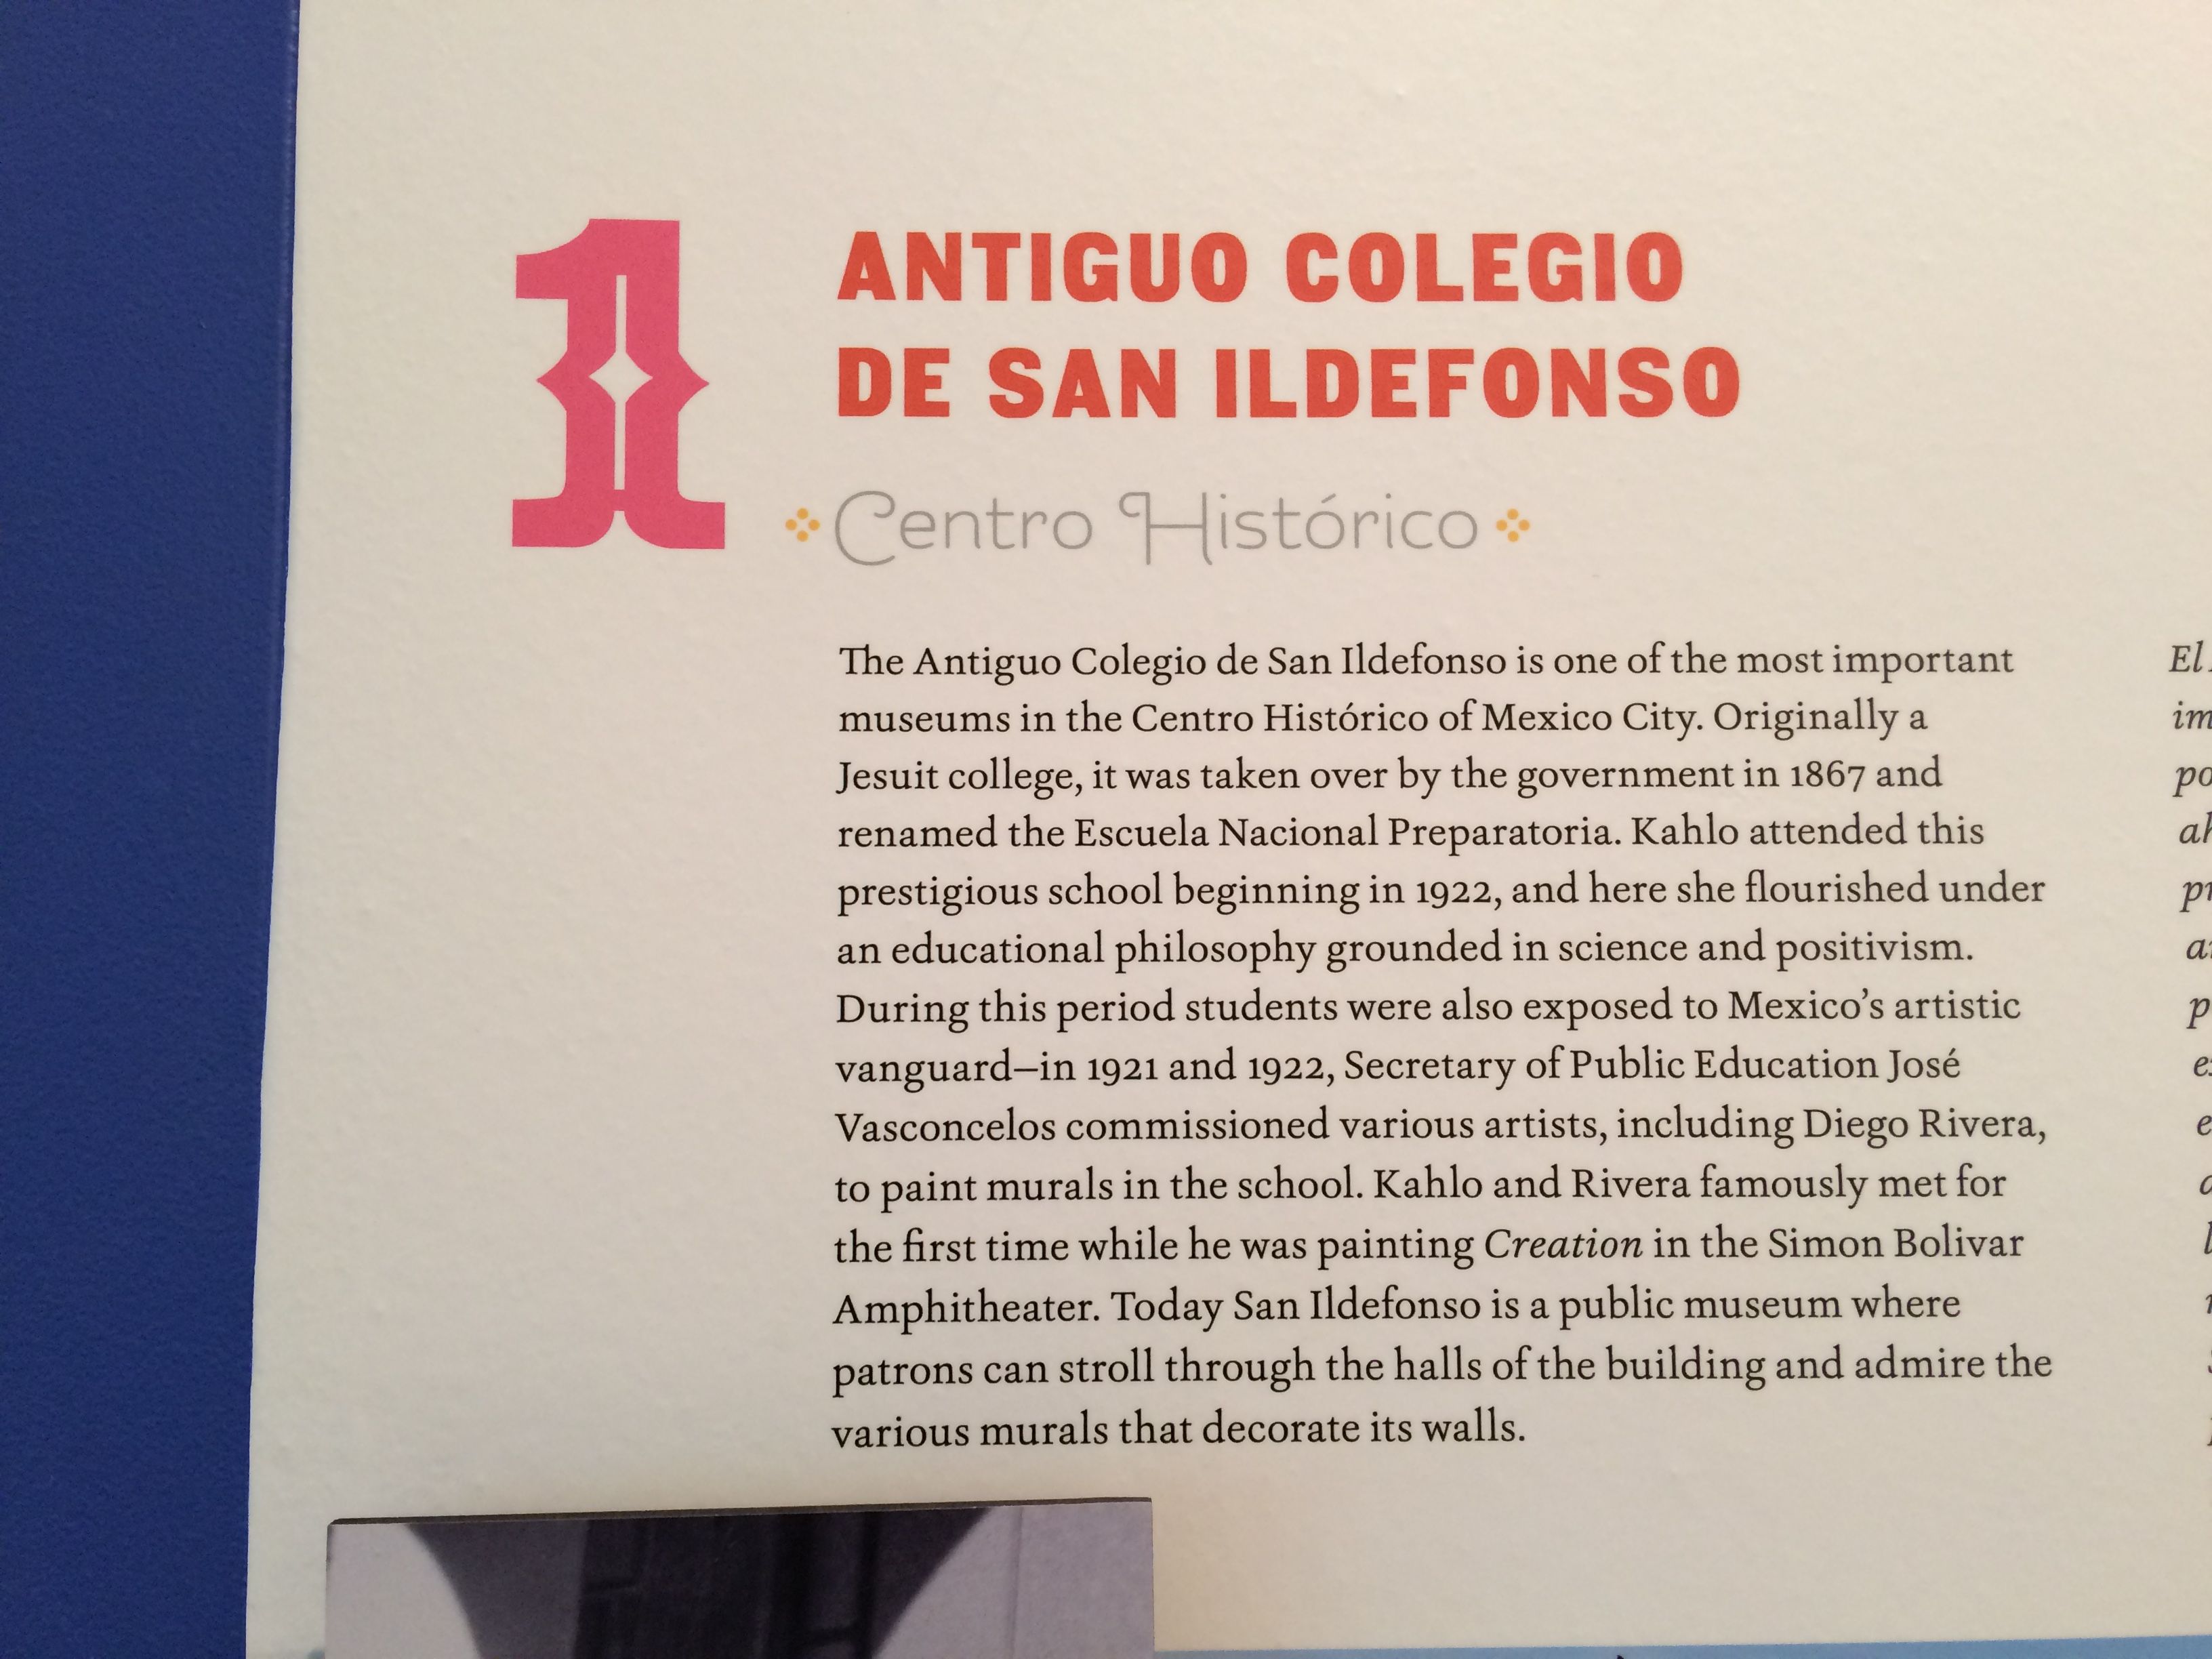 1
ANTIGUO COLEGIO
DE SAN ILDEFONSO
Centro Histórico
The Antiguo Colegio de San Ildefonso is one of the most important
museums in the Centro Histórico of Mexico City. Originally a
Jesuit college, it was taken over by the government in 1867 and
renamed the Escuela Nacional Preparatoria. Kahlo attended this
prestigious school beginning in 1922, and here she flourished under
an educational philosophy grounded in science and positivism.
During this period students were also exposed to Mexico's artistic
vanguard—in 1921 and 1922, Secretary of Public Education José
Vasconcelos commissioned various artists, including Diego Rivera,
to paint murals in the school. Kahlo and Rivera famously met for
the first time while he was painting Creation in the Simon Bolivar
Amphitheater. Today San Ildefonso is a public museum where
patrons can stroll through the halls of the building and admire the
various murals that decorate its walls.
El